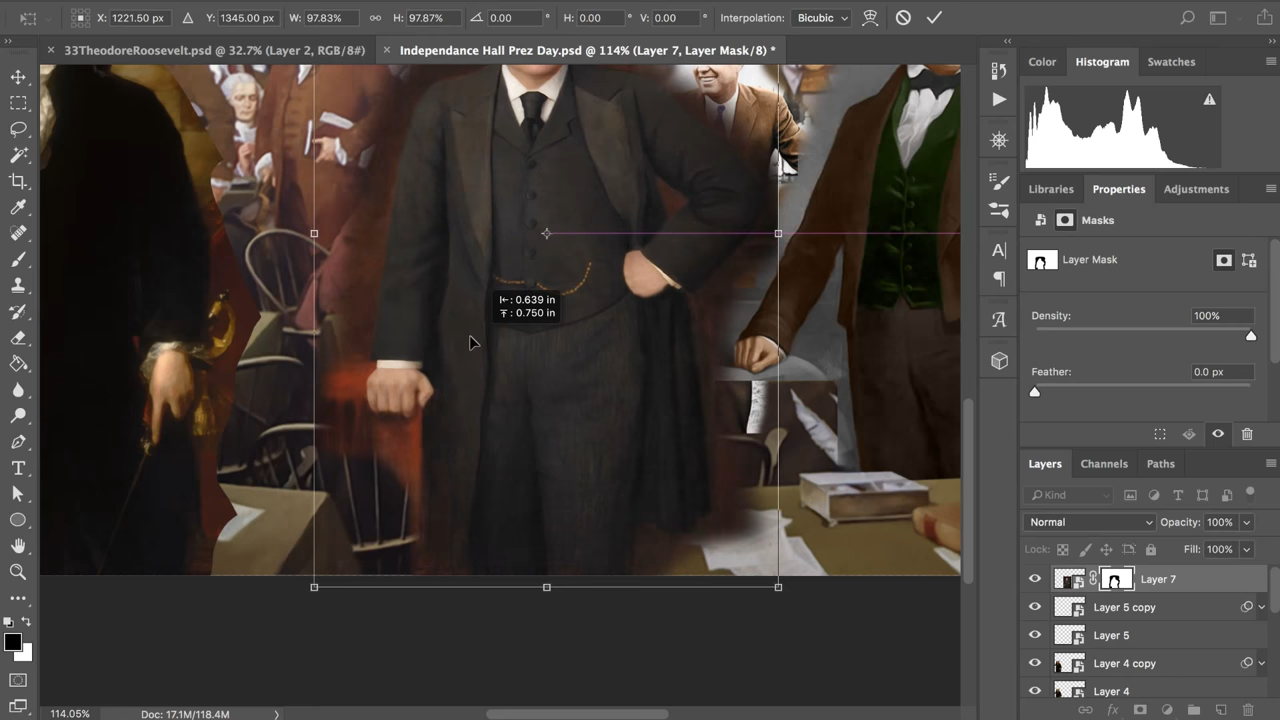 X: 1221.50 px Y: 1345.00 px W: 97.83% H: 97.87% 0.00 ° H: 0.00 ° V: 0.00 ° Interpolation: Bicubic
33TheodoreRoosevelt.psd @ 32.7% (Layer 2, RGB/8#)
Independance Hall Prez Day.psd @ 114% (Layer 7, Layer Mask/8) *
Color Histogram Swatches
Libraries Properties Adjustments
Masks
Layer Mask
Density: 100%
Feather: 0.0 px
: 0.639 in
: 0.750 in
Layers Channels Paths
Kind
Normal Opacity: 100%
Lock: Fill: 100%
Layer 7
Layer 5 copy
Layer 5
Layer 4 copy
Layer 4
114.05% Doc: 17.1M/118.4M